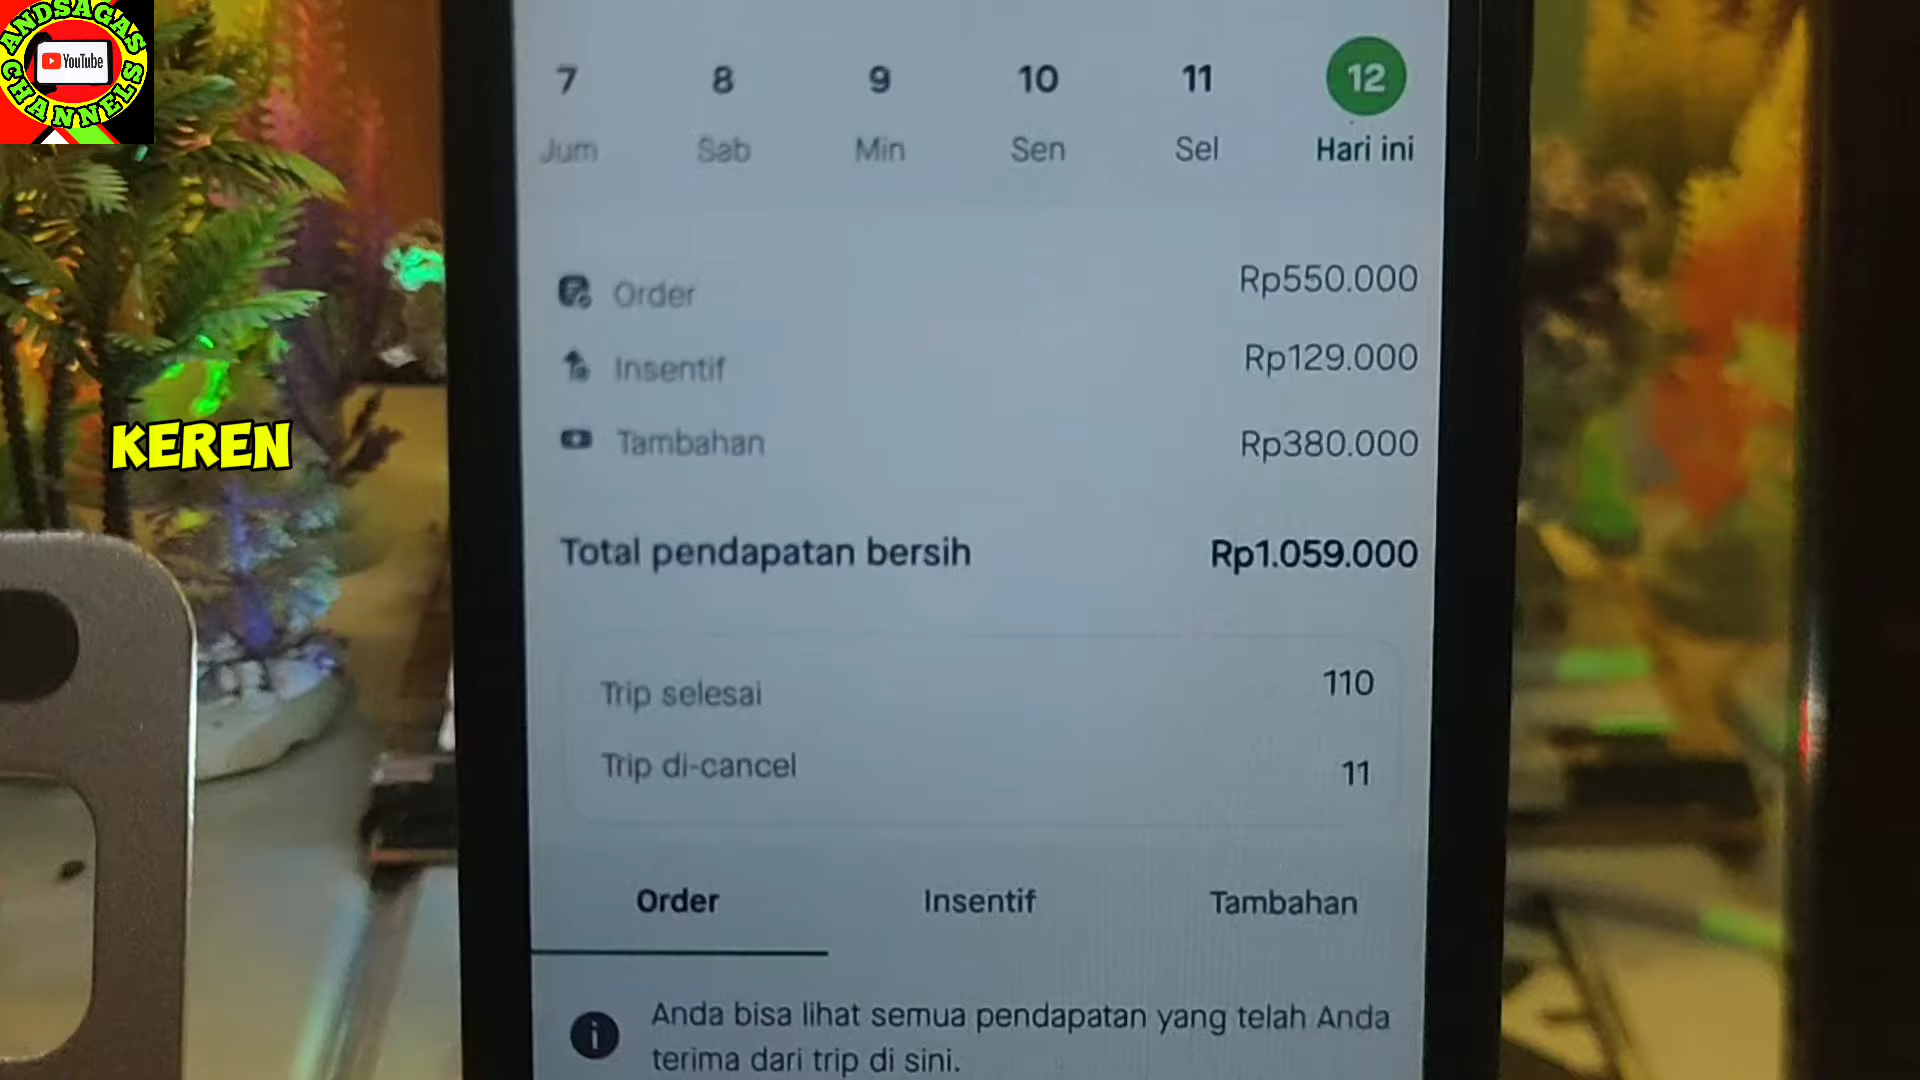 ANDSAGAS
YouTube
CHANNELS
7 8 9 10 11 12
Jum Sab Min Sen Sel Hari ini
Order Rp550.000
Insentif Rp129.000
KEREN
Tambahan Rp380.000
Total pendapatan bersih Rp1.059.000
Trip selesai 110
Trip di-cancel 11
Order Insentif Tambahan
Anda bisa lihat semua pendapatan yang telah Anda
terima dari trip di sini.